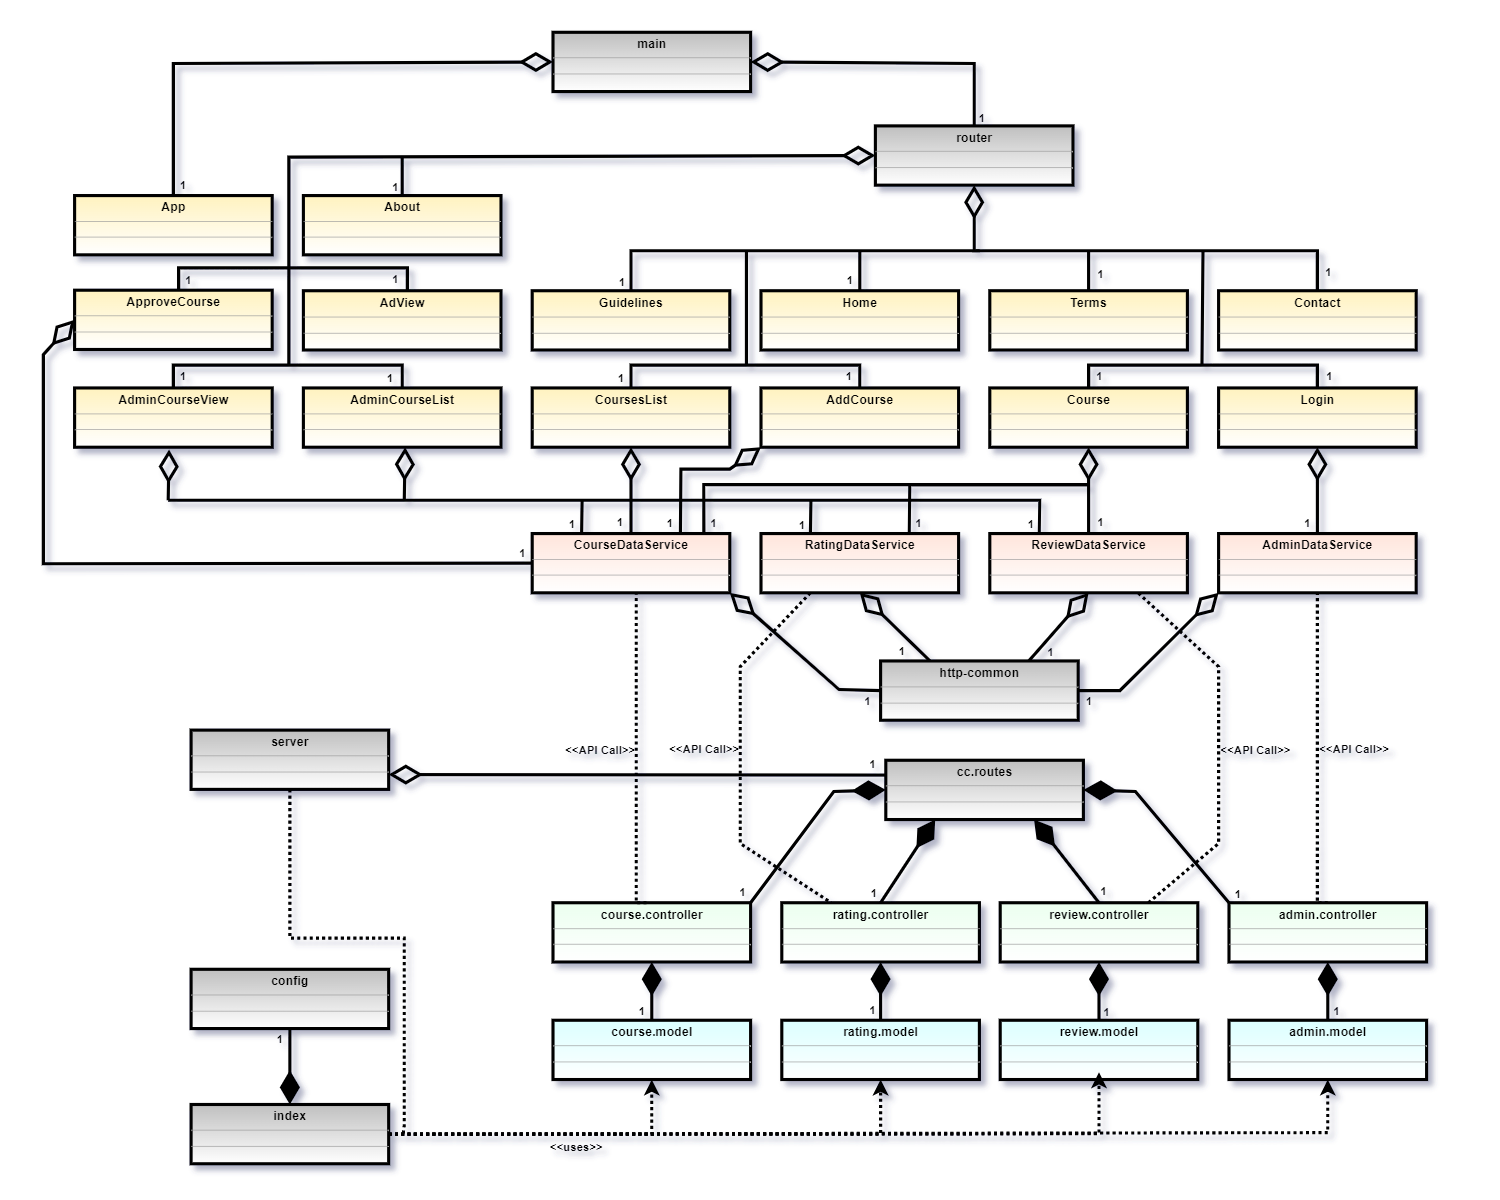 main
1
router
1
1
App
About
1
1
1
1
1
1
ApproveCourse
AdView
Guidelines
Home
Terms
Contact
1
1
1
1
1
1
AdminCourseView
AdminCourseList
CoursesList
AddCourse
Course
Login
1
1
1
1
1
1
1
1
1
1
CourseDataService
RatingDataService
ReviewDataService
AdminDataService
1
1
1
http-common
1
1
server
<<API Call>>
<<API Call>>
<<API Call>>
<<API Call>>
1
cc.routes
1
1
1
1
course.controller
rating.controller
review.controller
admin.controller
config
1
1
1
1
course.model
rating.model
review.model
admin.model
1
index
<<uses>>